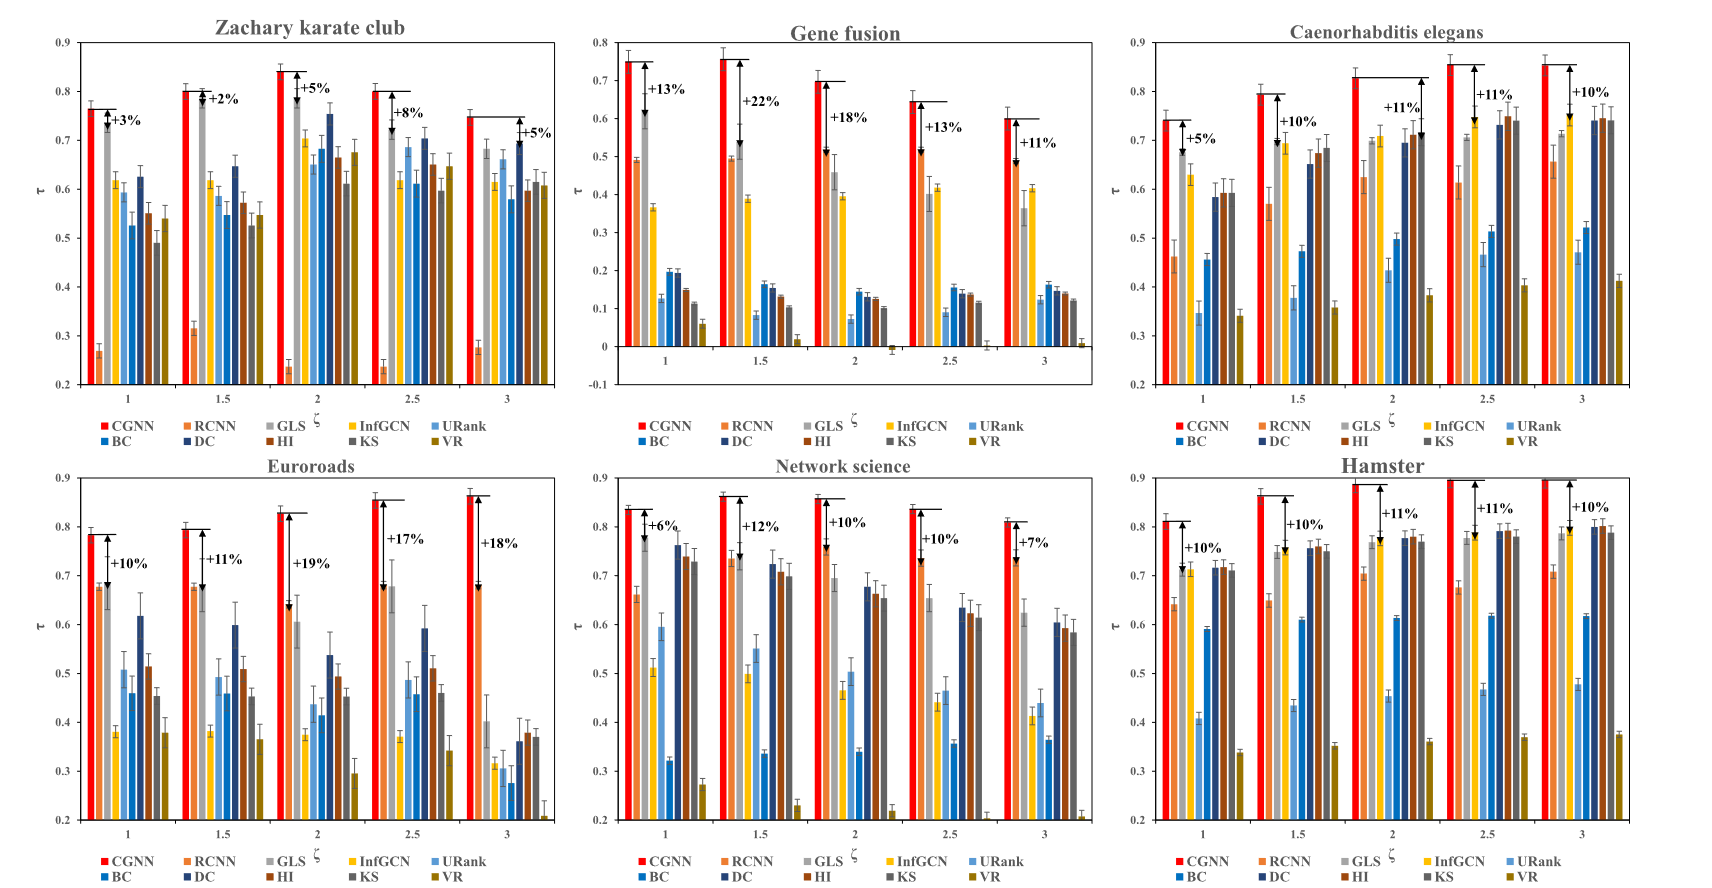 Zachary karate club
0.9
0.8
0.7
0.6
0.5
0.4
0.3
0.2
τ
+3%
+2%
+5%
+8%
+5%
1 1.5 2 2.5 3
ζ
CGNN RCNN GLS InfGCN URank
BC DC HI KS VR
Gene fusion
0.8
0.7
0.6
0.5
0.4
0.3
0.2
0.1
0
-0.1
τ
+13%
+22%
+18%
+13%
+11%
1 1.5 2 2.5 3
ζ
CGNN RCNN GLS InfGCN URank
BC DC HI KS VR
Caenorhabditis elegans
0.9
0.8
0.7
0.6
0.5
0.4
0.3
0.2
τ
+5%
+10%
+11%
+11%
+10%
1 1.5 2 2.5 3
ζ
CGNN RCNN GLS InfGCN URank
BC DC HI KS VR
Euroroads
0.9
0.8
0.7
0.6
0.5
0.4
0.3
0.2
τ
+10%
+11%
+19%
+17%
+18%
1 1.5 2 2.5 3
ζ
CGNN RCNN GLS InfGCN URank
BC DC HI KS VR
Network science
0.9
0.8
0.7
0.6
0.5
0.4
0.3
0.2
τ
+6%
+12%
+10%
+10%
+7%
1 1.5 2 2.5 3
ζ
CGNN RCNN GLS InfGCN URank
BC DC HI KS VR
Hamster
0.9
0.8
0.7
0.6
0.5
0.4
0.3
0.2
τ
+10%
+10%
+11%
+11%
+10%
1 1.5 2 2.5 3
ζ
CGNN RCNN GLS InfGCN URank
BC DC HI KS VR